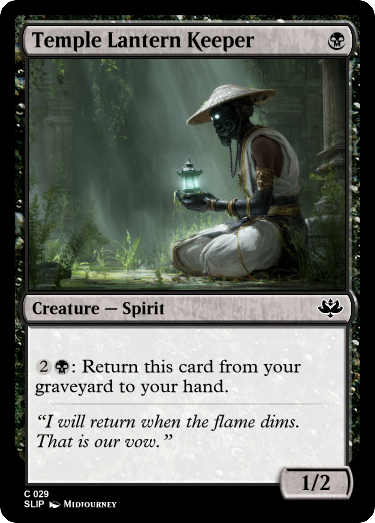 Temple Lantern Keeper
Creature — Spirit
2 : Return this card from your
graveyard to your hand.
“I will return when the flame dims.
That is our vow.”
1/2
C 029
SLIP Midjourney